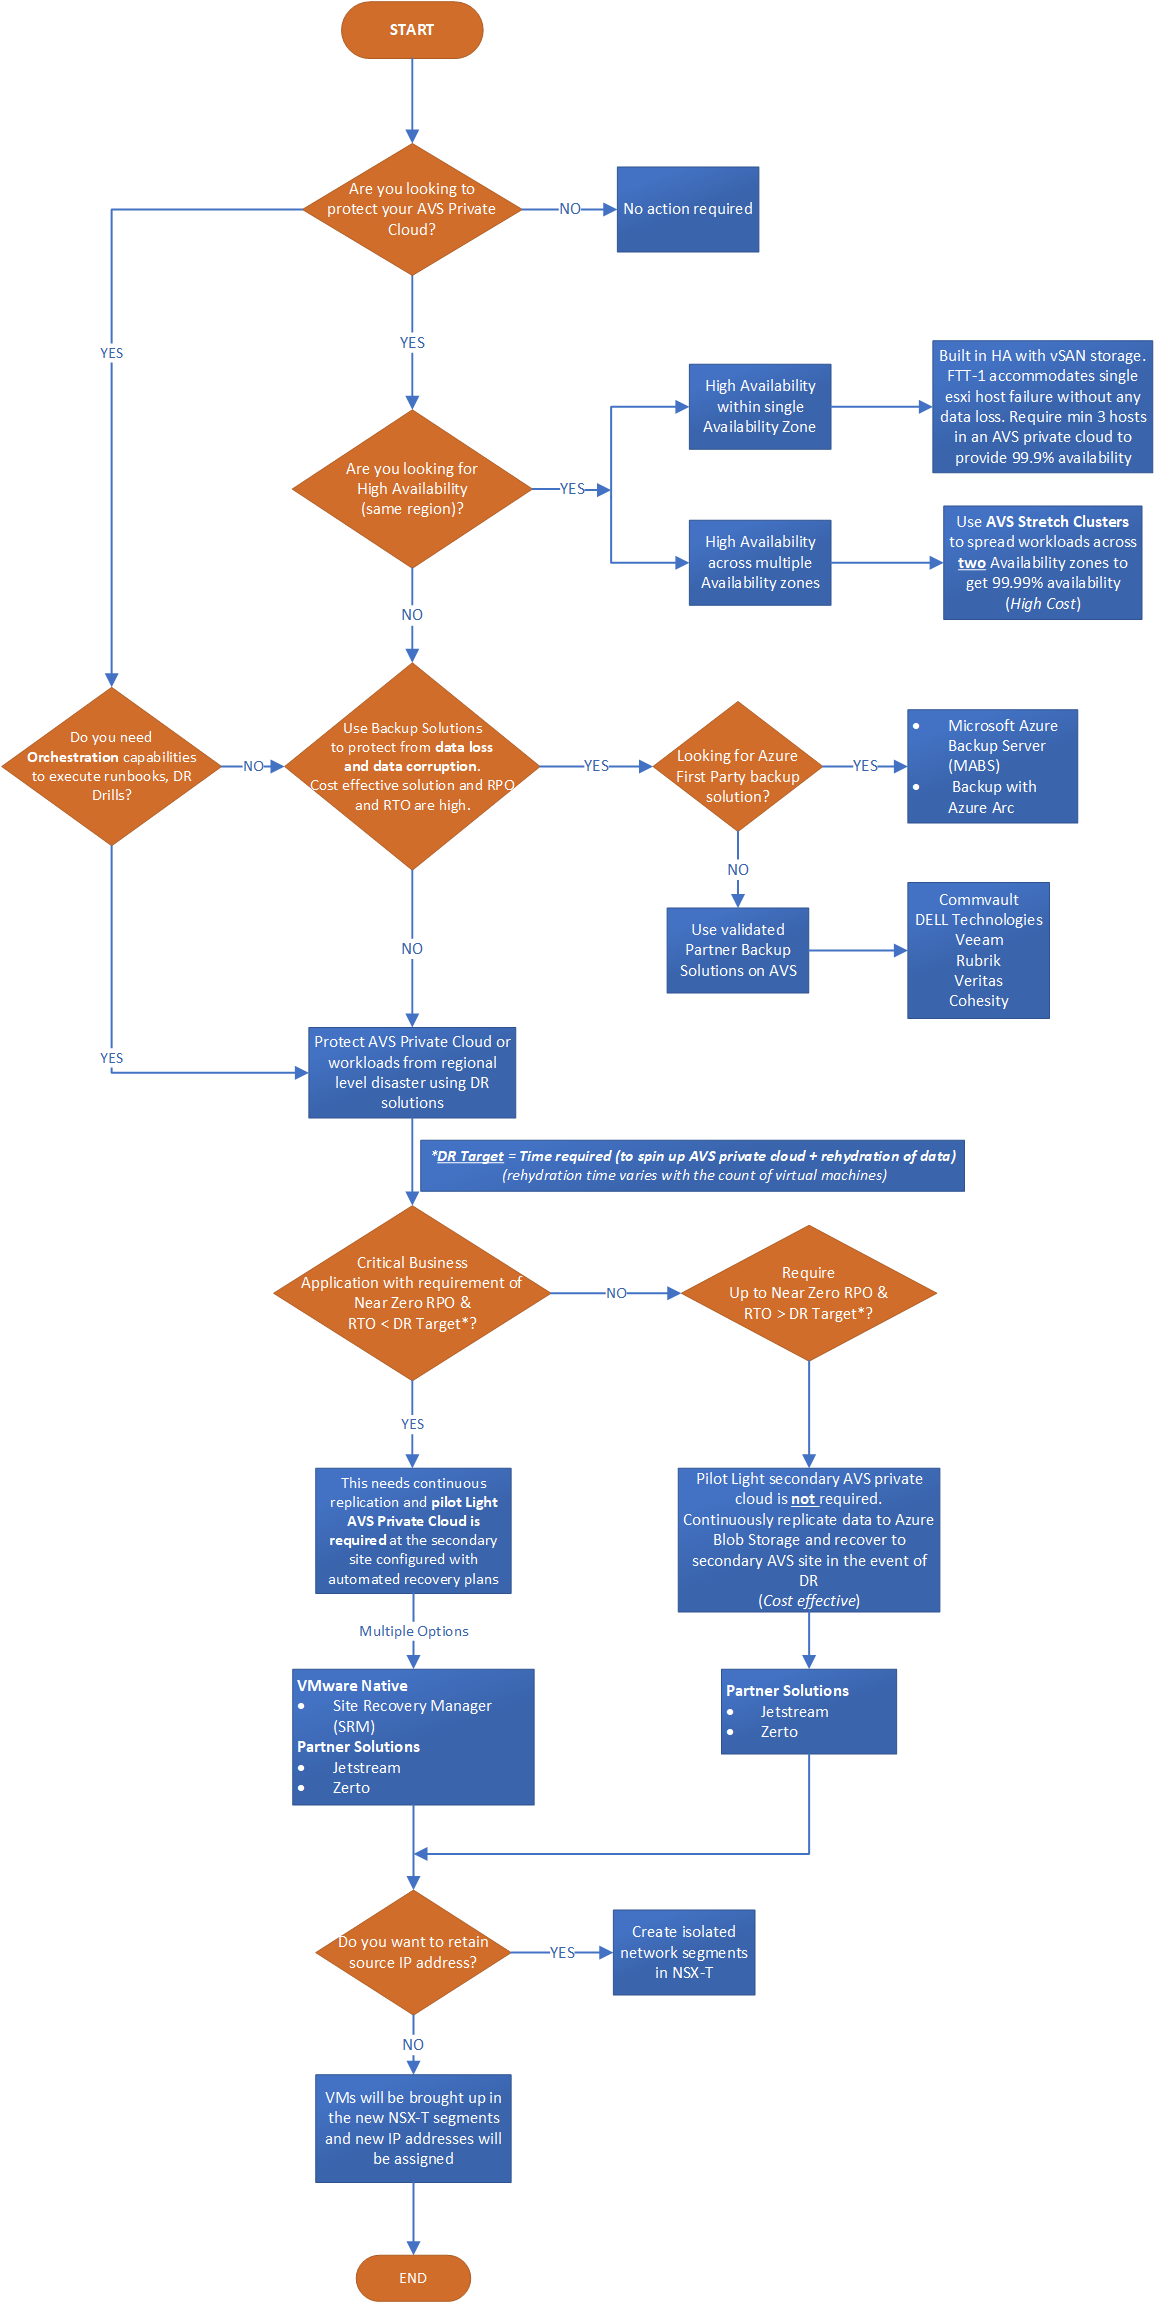 START
Are you looking to
protect your AVS Private
Cloud?
NO
No action required
YES
YES
Are you looking for
High Availability
(same region)?
YES
High Availability
within single
Availability Zone
Built in HA with vSAN storage.
FTT-1 accommodates single
esxi host failure without any
data loss. Require min 3 hosts
in an AVS private cloud to
provide 99.9% availability
High Availability
across multiple
Availability zones
Use AVS Stretch Clusters
to spread workloads across
two Availability zones to
get 99.99% availability
(High Cost)
NO
Do you need
Orchestration capabilities
to execute runbooks, DR
Drills?
NO
Use Backup Solutions
to protect from data loss
and data corruption.
Cost effective solution and RPO
and RTO are high.
YES
Looking for Azure
First Party backup
solution?
YES
• Microsoft Azure
Backup Server
(MABS)
• Backup with
Azure Arc
NO
Use validated
Partner Backup
Solutions on AVS
Commvault
DELL Technologies
Veeam
Rubrik
Veritas
Cohesity
NO
YES
Protect AVS Private Cloud or
workloads from regional
level disaster using DR
solutions
*DR Target = Time required (to spin up AVS private cloud + rehydration of data)
(rehydration time varies with the count of virtual machines)
Critical Business
Application with requirement of
Near Zero RPO &
RTO < DR Target*?
NO
Require
Up to Near Zero RPO &
RTO > DR Target*?
YES
This needs continuous
replication and pilot Light
AVS Private Cloud is
required at the secondary
site configured with
automated recovery plans
Pilot Light secondary AVS private
cloud is not required.
Continuously replicate data to Azure
Blob Storage and recover to
secondary AVS site in the event of
DR
(Cost effective)
Multiple Options
VMware Native
• Site Recovery Manager
(SRM)
Partner Solutions
• Jetstream
• Zerto
Partner Solutions
• Jetstream
• Zerto
Do you want to retain
source IP address?
YES
Create isolated
network segments
in NSX-T
NO
VMs will be brought up in
the new NSX-T segments
and new IP addresses will
be assigned
END